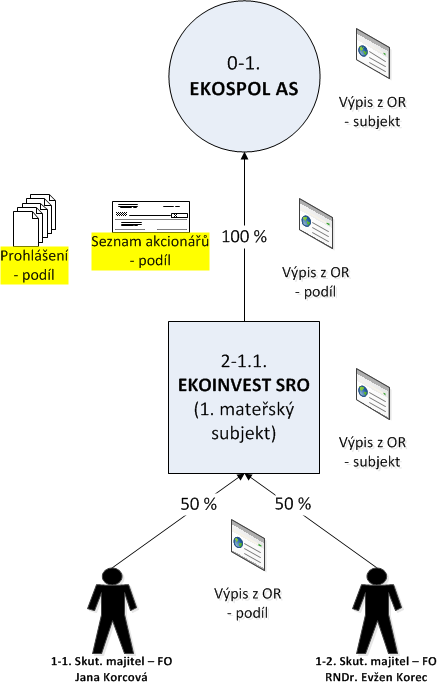 0-1.
EKOSPOL AS
Výpis z OR
- subjekt
Prohlášení
- podíl
Seznam akcionářů
- podíl
100 %
Výpis z OR
- podíl
2-1.1.
EKOINVEST SRO
(1. mateřský
subjekt)
Výpis z OR
- subjekt
50 %
50 %
Výpis z OR
- podíl
1-1. Skut. majitel – FO
Jana Korcová
1-2. Skut. majitel – FO
RNDr. Evžen Korec